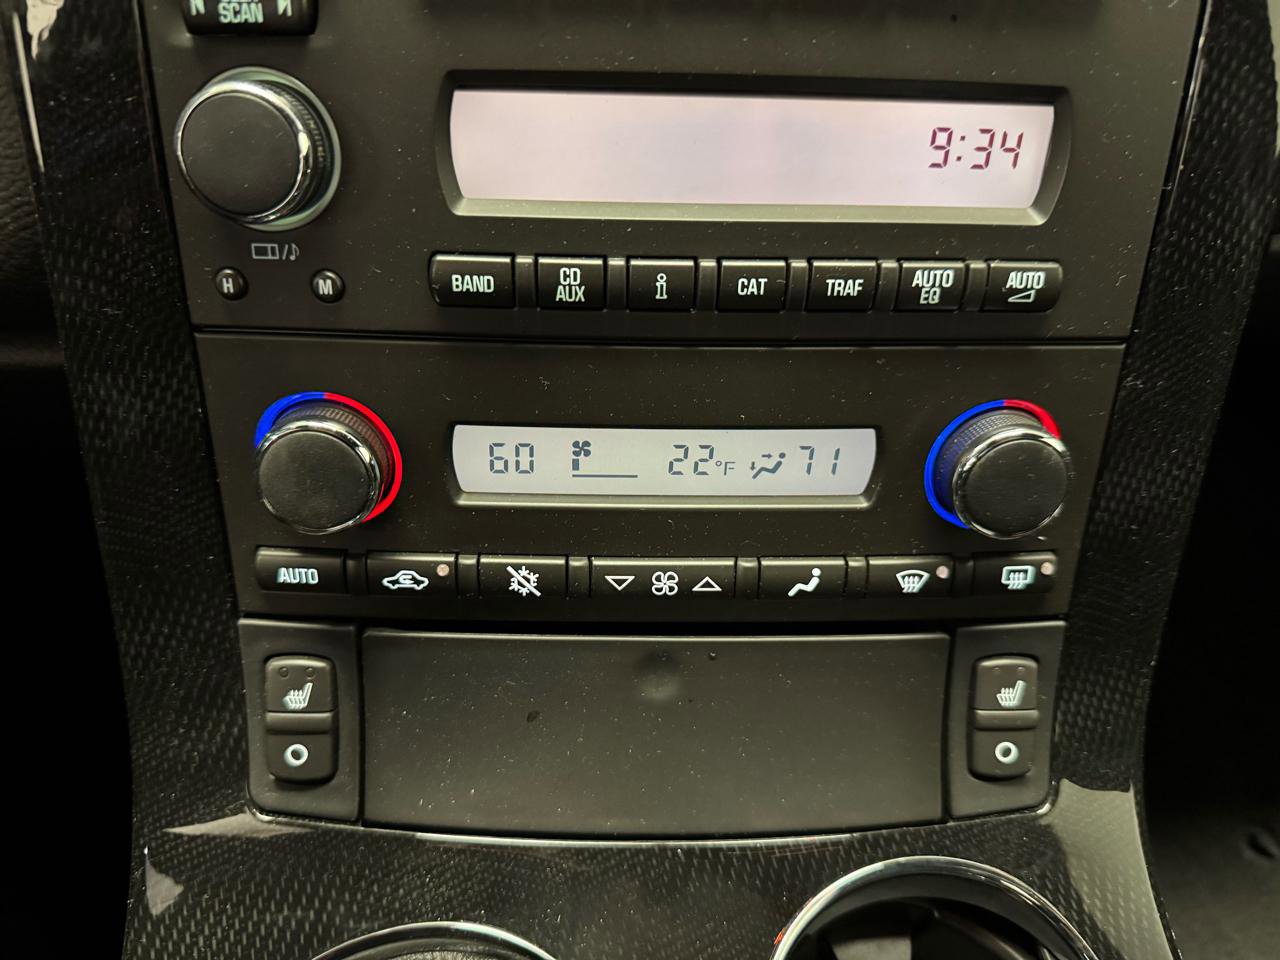 SCAN
9:34
H M
BAND CD AUX i CAT TRAF AUTO EQ AUTO
60 22°F 71
AUTO